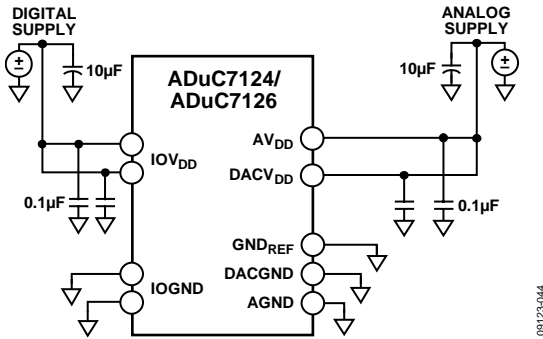 DIGITAL
SUPPLY
10µF
ANALOG
SUPPLY
10µF
ADuC7124/
ADuC7126
IOVDD
AVDD
DACVDD
0.1µF
0.1µF
GNDREF
DACGND
AGND
IOGND
09123-044